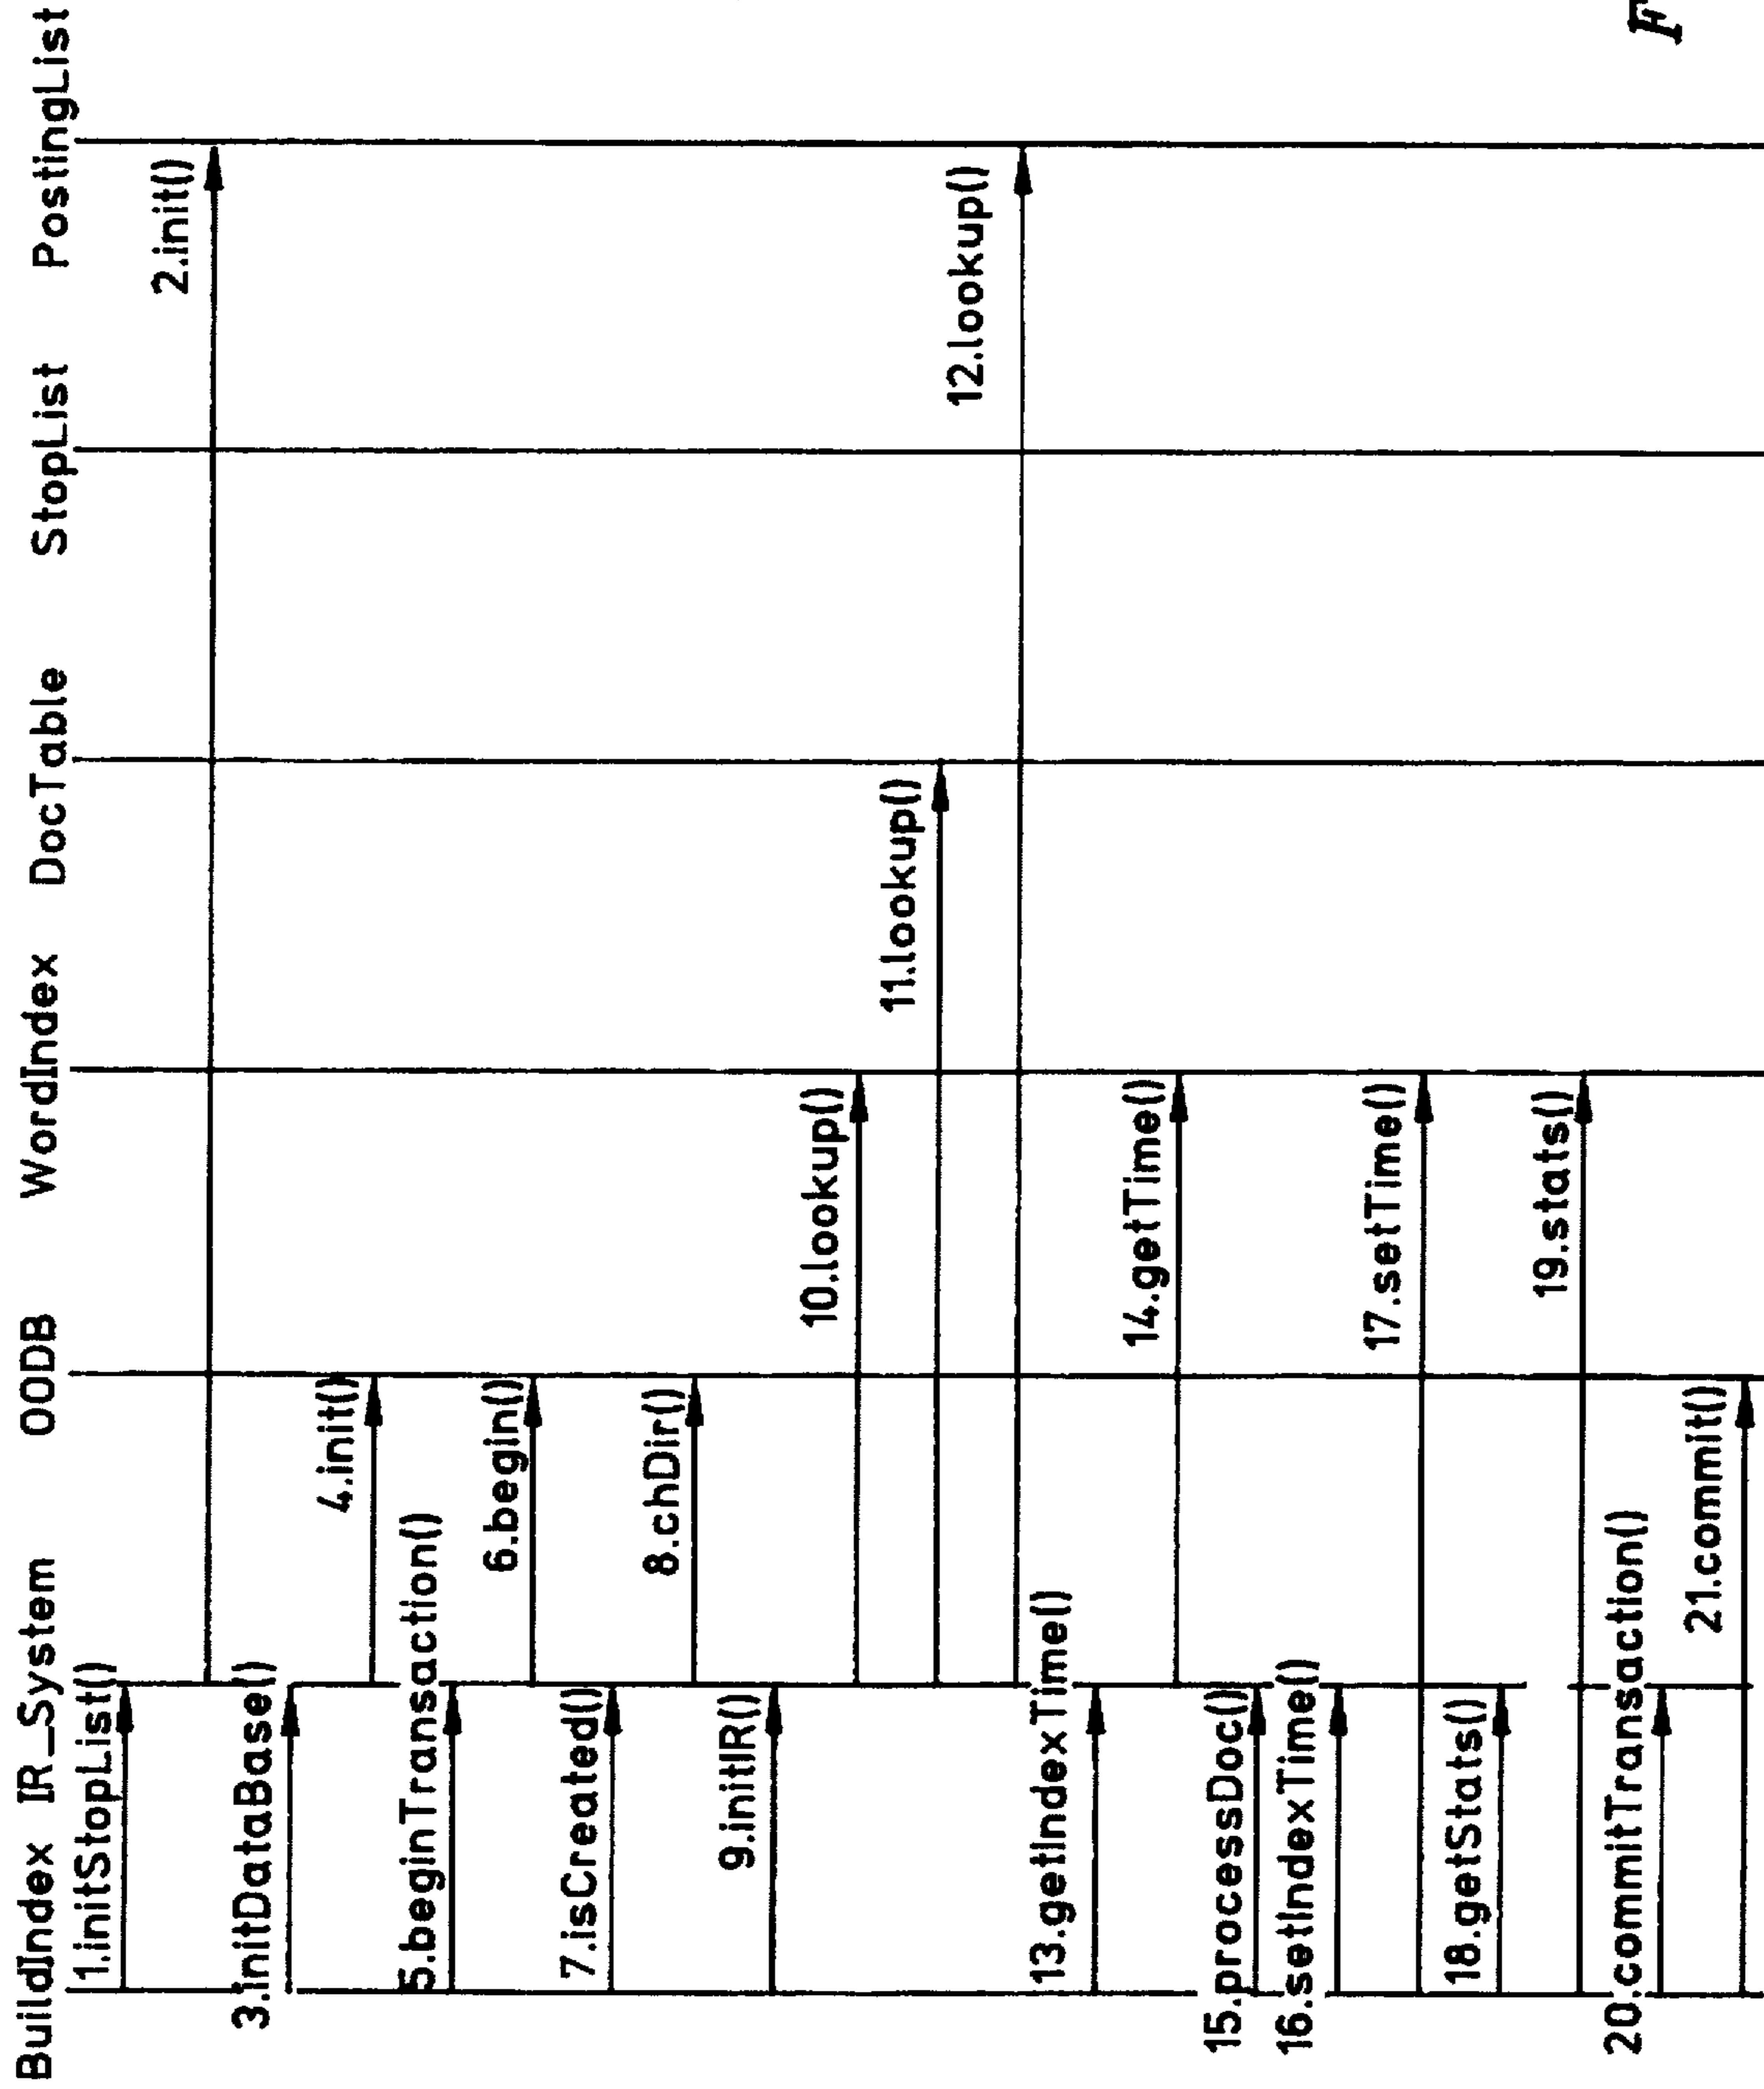 BuildIndex IR_System OODB WordIndex DocTable StopList PostingList
1.initStopList()
2.init()
3.initDataBase()
4.init()
5.beginTransaction()
6.begin()
7.isCreated()
8.chDir()
9.initIR()
10.lookup()
11.lookup()
12.lookup()
13.getIndexTime()
14.getTime()
15.processDoc()
16.setIndexTime()
17.setTime()
18.getStats()
19.stats()
20.commitTransaction()
21.commit()
F